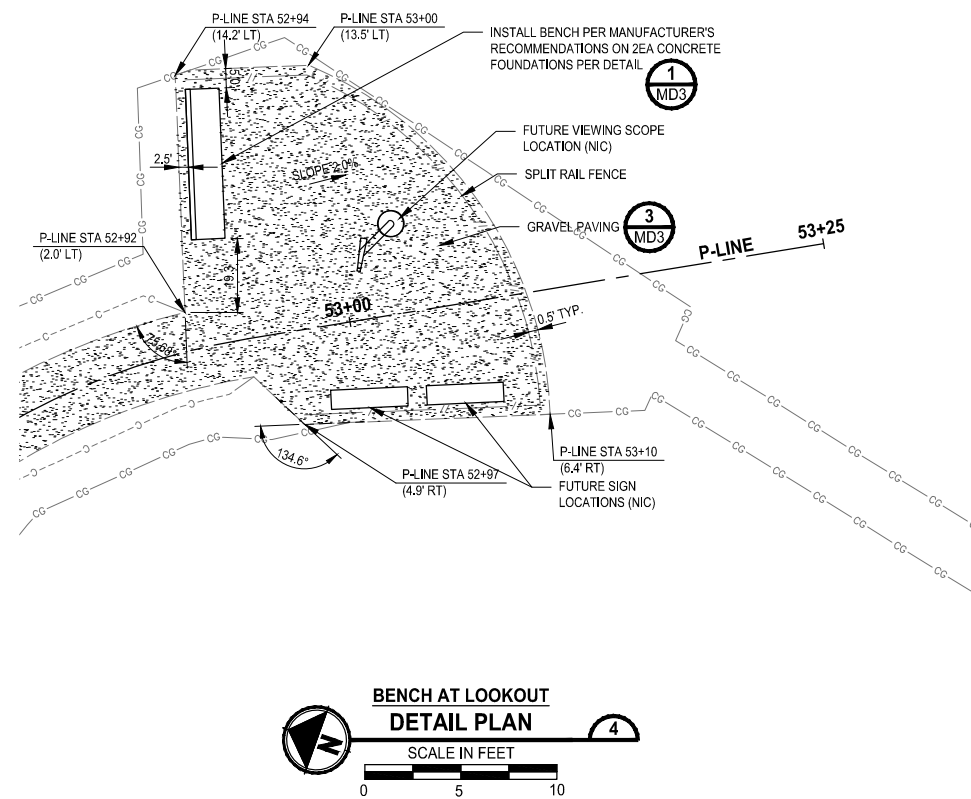 P-LINE STA 52+94
(14.2' LT)
P-LINE STA 53+00
(13.5' LT)
INSTALL BENCH PER MANUFACTURER'S
RECOMMENDATIONS ON 2EA CONCRETE
FOUNDATIONS PER DETAIL
1
MD3
FUTURE VIEWING SCOPE
LOCATION (NIC)
2.5'
SLOPE 2.0%
SPLIT RAIL FENCE
GRAVEL PAVING
3
MD3
P-LINE STA 52+92
(2.0' LT)
P-LINE
53+25
53+00
0.5' TYP.
134.6°
P-LINE STA 52+97
(4.9' RT)
P-LINE STA 53+10
(6.4' RT)
FUTURE SIGN
LOCATIONS (NIC)
BENCH AT LOOKOUT
DETAIL PLAN
4
N
SCALE IN FEET
0 5 10